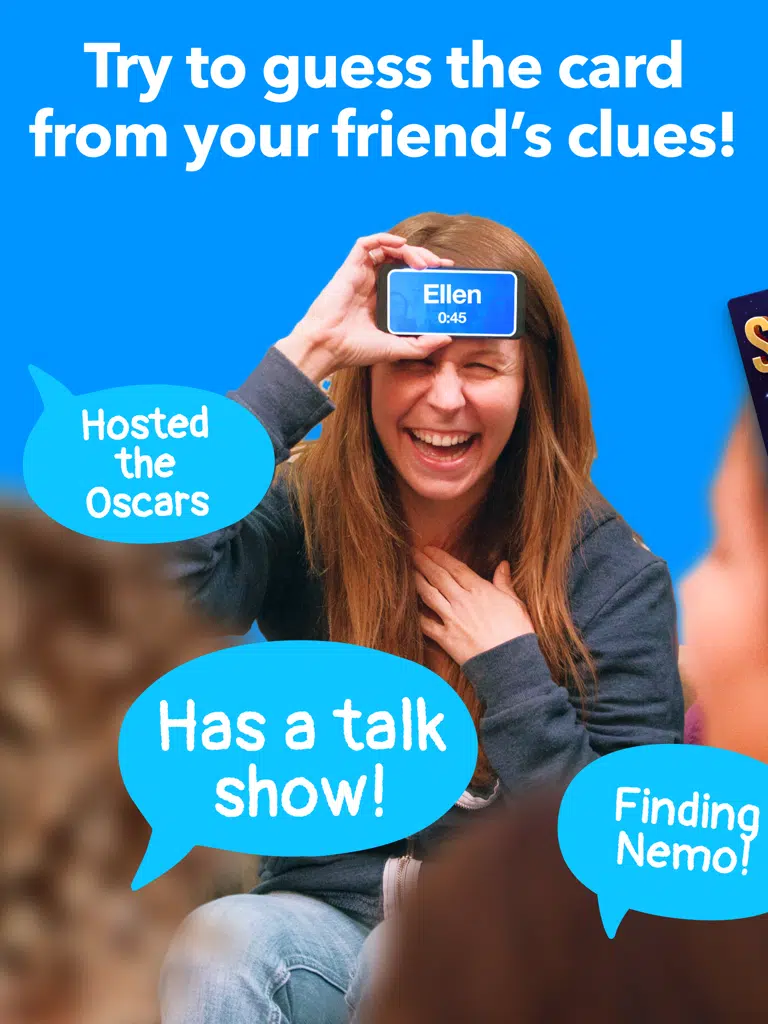 Try to guess the card
from your friend’s clues!
Ellen
0:45
Hosted
the
Oscars
Has a talk
show!
Finding
Nemo!